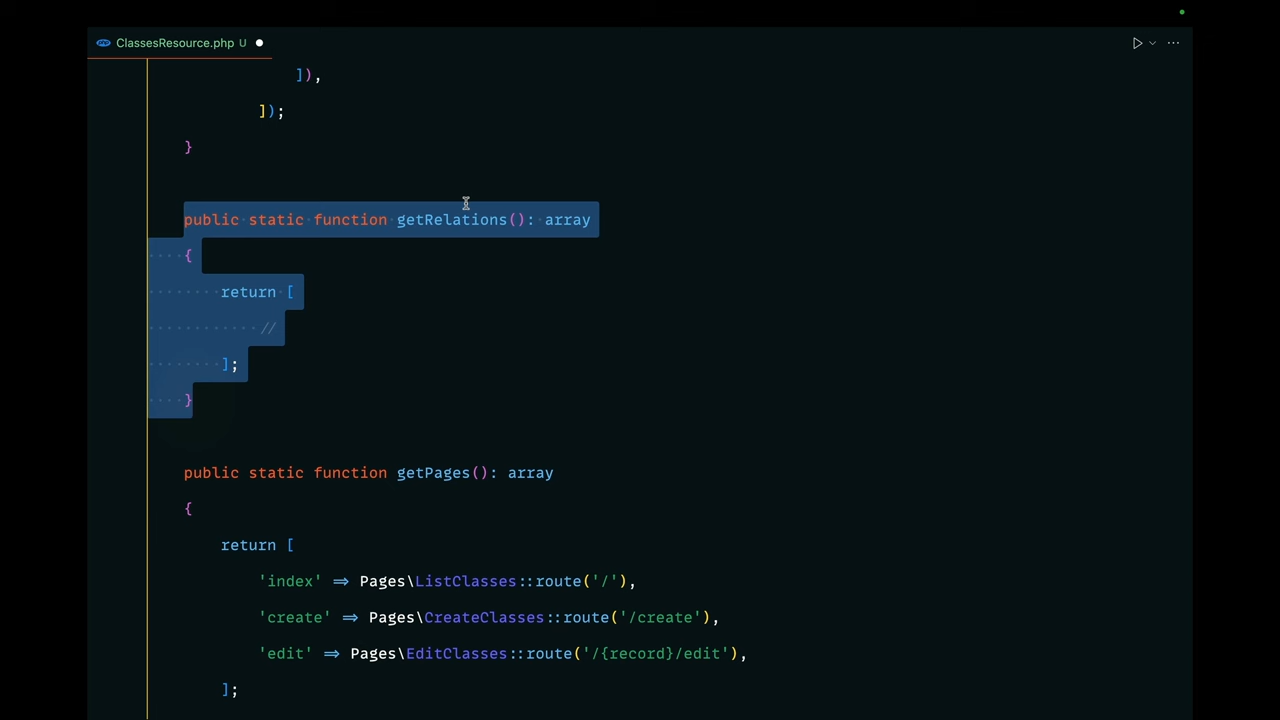 ClassesResource.php U
]),
]);
}
public static function getRelations(): array
{
return [
//
];
}
public static function getPages(): array
{
return [
'index' => Pages\ListClasses::route('/'),
'create' => Pages\CreateClasses::route('/create'),
'edit' => Pages\EditClasses::route('/{record}/edit'),
];